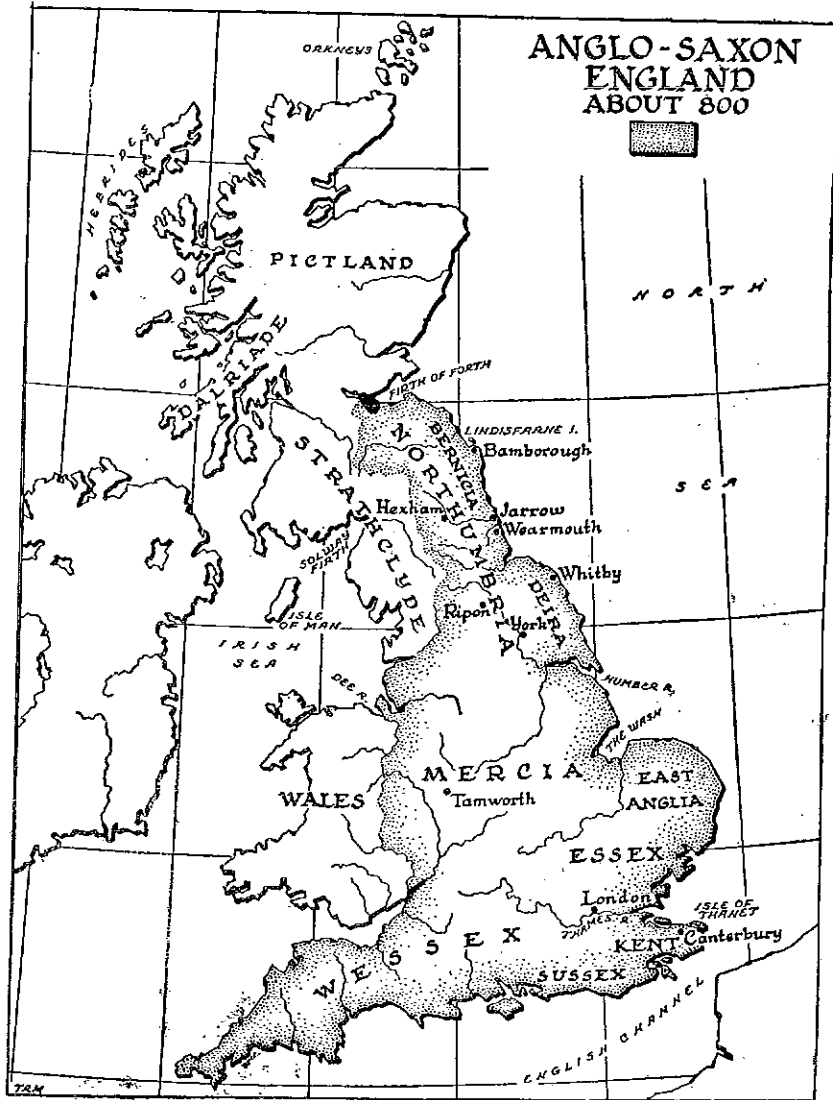 ANGLO-SAXON
ENGLAND
ABOUT 800
ORKNEYS
HEBRIDES
PICTLAND
NORTH
SEA
DALRIADE
FIRTH OF FORTH
LINDISFARNE I.
BERNICIA
Bamborough
NORTHUMBRIA
STRATHCLYDE
Hexham
Jarrow
Wearmouth
SOLWAY
FIRTH
Whitby
DEIRA
Ripon
York
ISLE
OF MAN
IRISH
SEA
DEE R.
HUMBER R.
THE WASH
MERCIA
Tamworth
EAST
ANGLIA
WALES
ESSEX
London
THAMES R.
ISLE OF
THANET
KENT
Canterbury
WESSEX
SUSSEX
ENGLISH CHANNEL
TRM